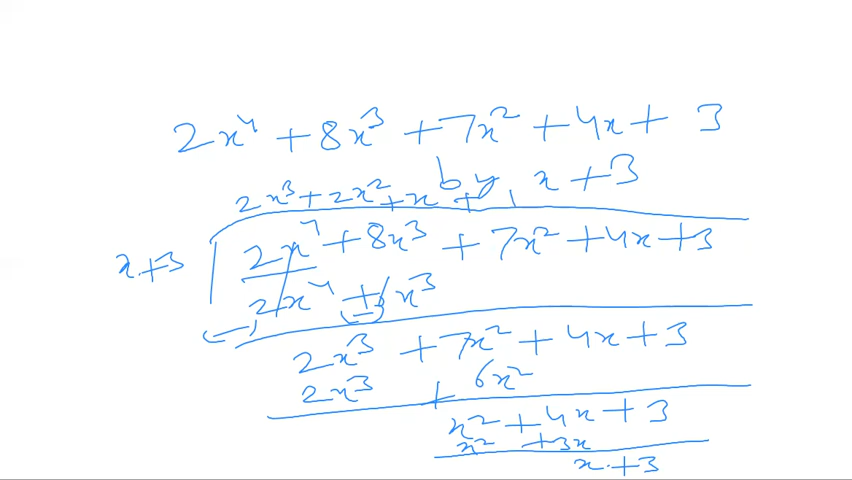 2x⁴ + 8x³ + 7x² + 4x + 3
by x + 3
2x³ + 2x² + x + 1
x + 3 2x⁴ + 8x³ + 7x² + 4x + 3
2x⁴ + 6x³
(-) (-)
2x³ + 7x² + 4x + 3
2x³ + 6x²
x² + 4x + 3
x² + 3x
x + 3